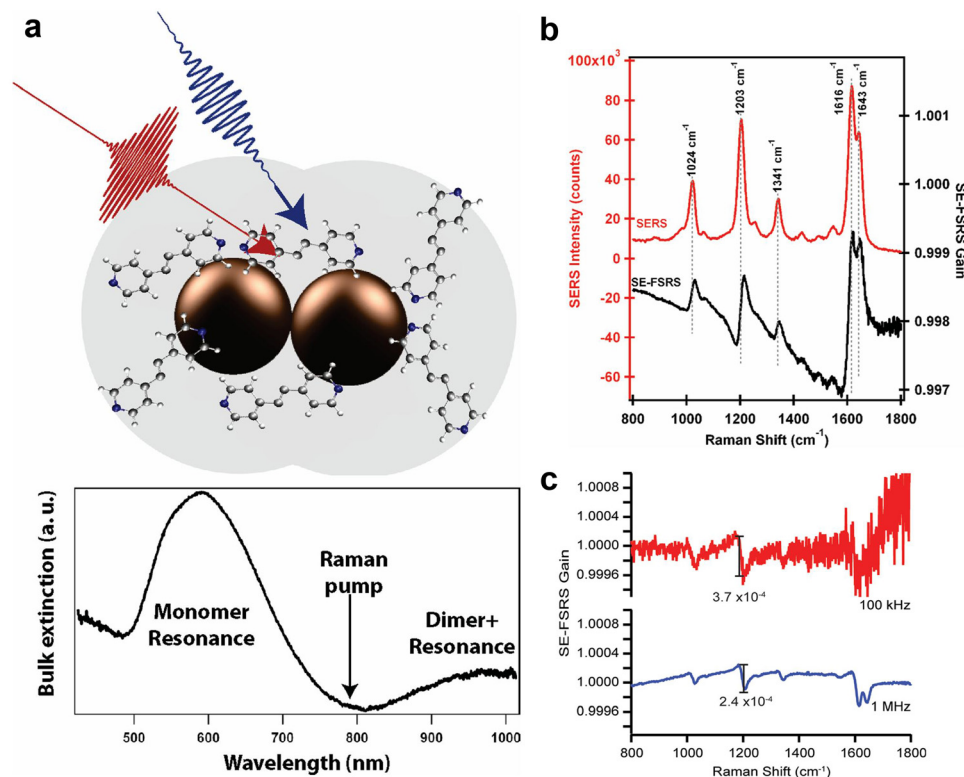 a
Bulk extinction (a. u.)
Monomer
Resonance
Raman
pump
Dimer+
Resonance
500 600 700 800 900 1000
Wavelength (nm)
b
SERS Intensity (counts)
100x10³
80
60
40
20
0
-20
-40
-60
1024 cm⁻¹
1203 cm⁻¹
1341 cm⁻¹
1616 cm⁻¹
1643 cm⁻¹
SERS
SE-FSRS
1.001
1.000
0.999
0.998
0.997
SE-FSRS Gain
800 1000 1200 1400 1600 1800
Raman Shift (cm⁻¹)
c
SE-FSRS Gain
1.0008
1.0004
1.0000
0.9996
3.7 x10⁻⁴
100 kHz
1.0008
1.0004
1.0000
0.9996
2.4 x10⁻⁴
1 MHz
800 1000 1200 1400 1600 1800
Raman Shift (cm⁻¹)